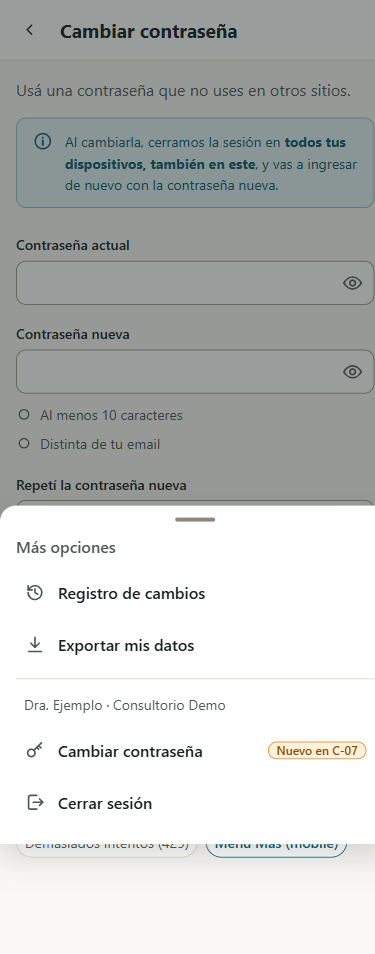 Cambiar contraseña
Usá una contraseña que no uses en otros sitios.
Al cambiarla, cerramos la sesión en todos tus
dispositivos, también en este, y vas a ingresar
de nuevo con la contraseña nueva.
Contraseña actual
Contraseña nueva
Al menos 10 caracteres
Distinta de tu email
Repetí la contraseña nueva
Más opciones
Registro de cambios
Exportar mis datos
Dra. Ejemplo · Consultorio Demo
Cambiar contraseña
Nuevo en C-07
Cerrar sesión
Demasiados intentos (429)
Menú Más (mobile)